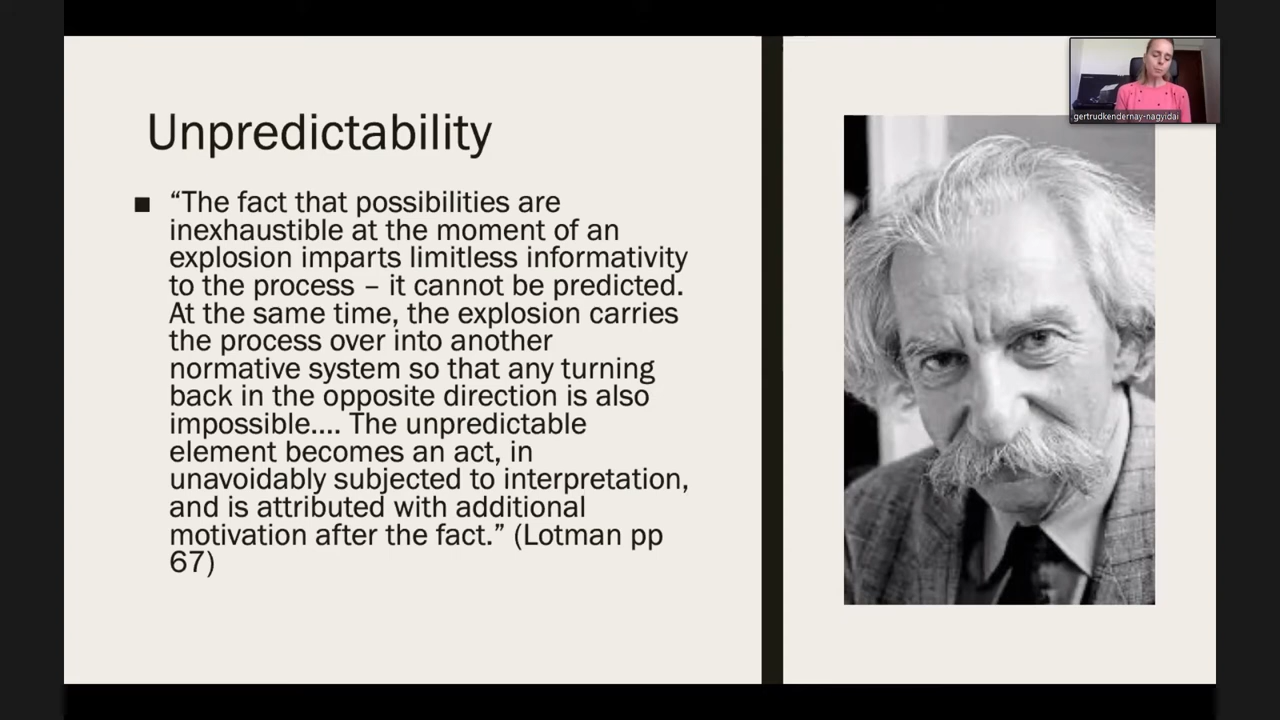 Unpredictability
■ “The fact that possibilities are
inexhaustible at the moment of an
explosion imparts limitless informativity
to the process – it cannot be predicted.
At the same time, the explosion carries
the process over into another
normative system so that any turning
back in the opposite direction is also
impossible.... The unpredictable
element becomes an act, in
unavoidably subjected to interpretation,
and is attributed with additional
motivation after the fact.” (Lotman pp
67)
gertrudkendernay-nagyidai